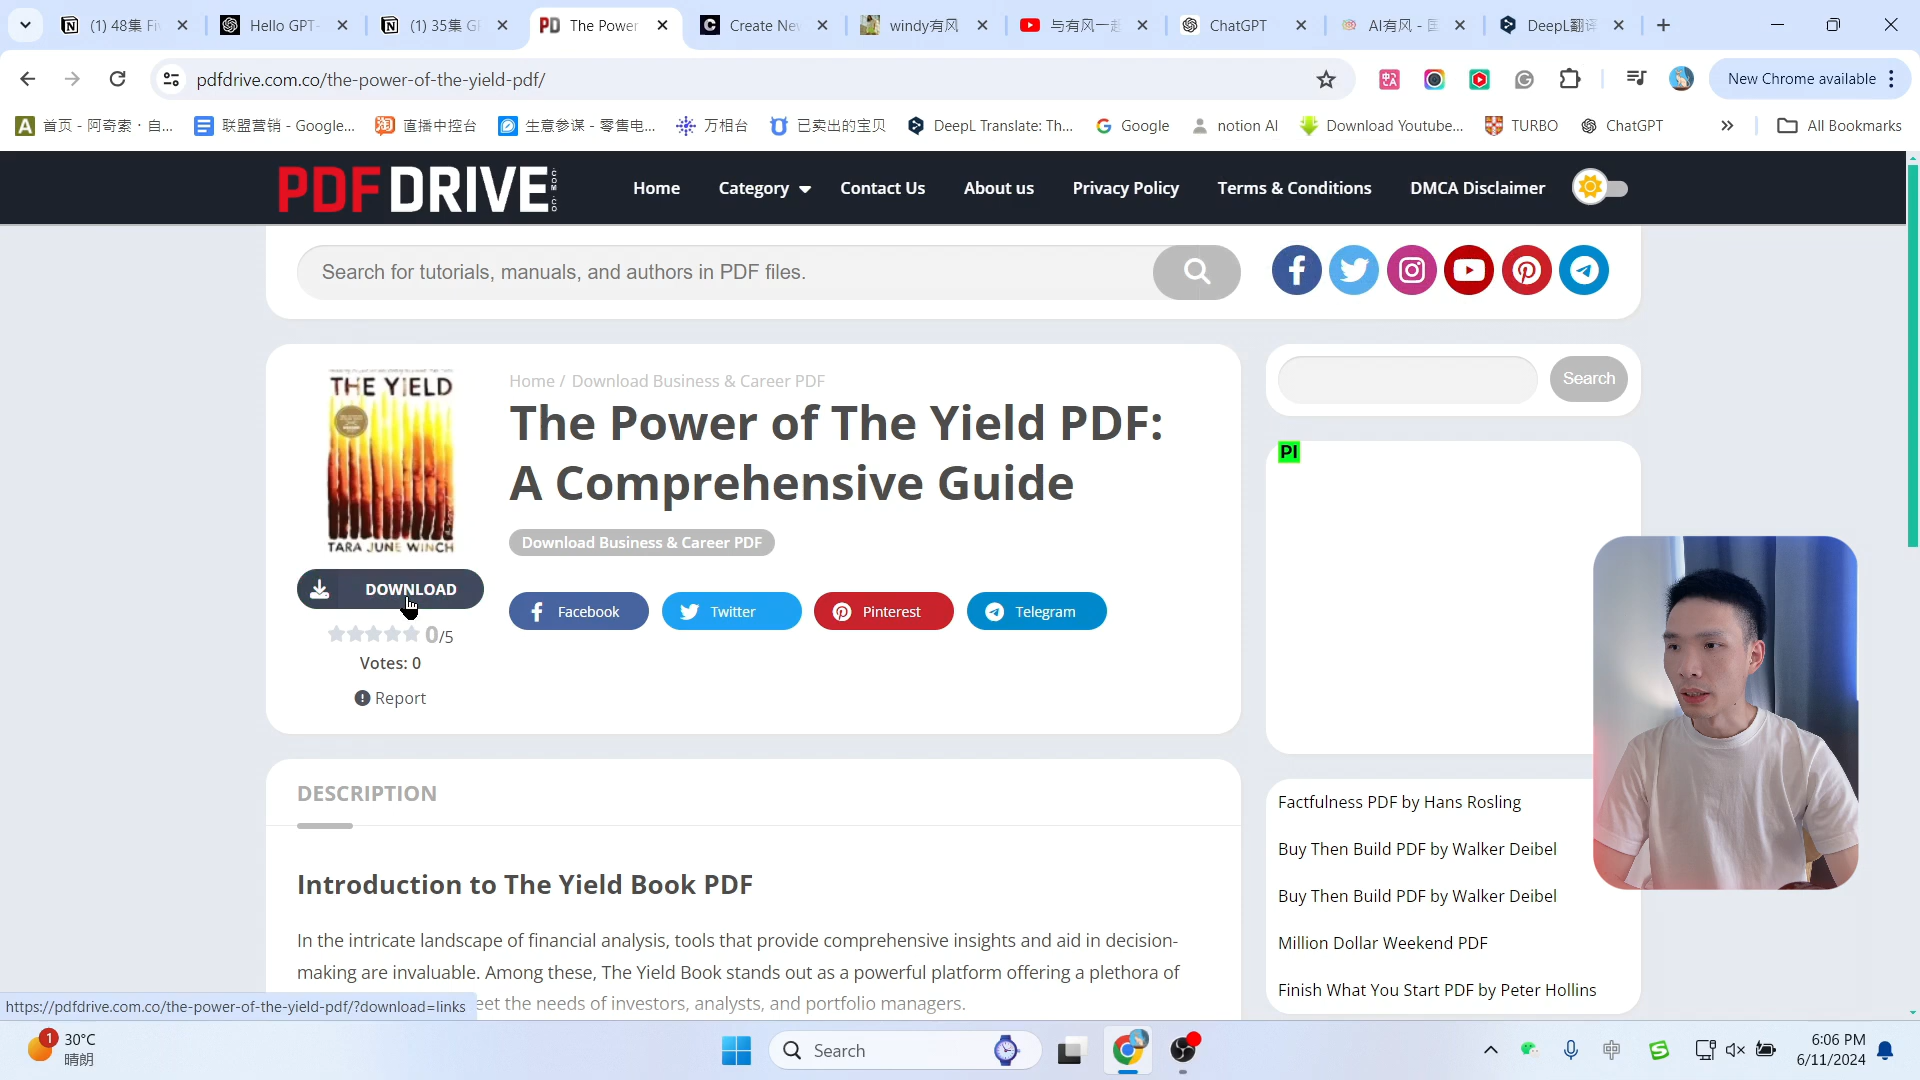 (1) 48集 Fiv
Hello GPT-
(1) 35集 GI
The Power
Create New
windy有风
与有风一起
ChatGPT
AI有风 - 国
DeepL翻译
pdfdrive.com.co/the-power-of-the-yield-pdf/
New Chrome available
首页 - 阿奇索 · 自...
联盟营销 - Google...
直播中控台
生意参谋 - 零售电...
万相台
已卖出的宝贝
DeepL Translate: Th...
Google
notion AI
Download Youtube...
TURBO
ChatGPT
All Bookmarks
PDFDRIVE .COM.CO
Home
Category
Contact Us
About us
Privacy Policy
Terms & Conditions
DMCA Disclaimer
Search for tutorials, manuals, and authors in PDF files.
THE YIELD
TARA JUNE WINCH
DOWNLOAD
0/5
Votes: 0
Report
Home / Download Business & Career PDF
The Power of The Yield PDF:
A Comprehensive Guide
Download Business & Career PDF
Facebook
Twitter
Pinterest
Telegram
Search
PI
DESCRIPTION
Introduction to The Yield Book PDF
In the intricate landscape of financial analysis, tools that provide comprehensive insights and aid in decision-
making are invaluable. Among these, The Yield Book stands out as a powerful platform offering a plethora of
eet the needs of investors, analysts, and portfolio managers.
Factfulness PDF by Hans Rosling
Buy Then Build PDF by Walker Deibel
Buy Then Build PDF by Walker Deibel
Million Dollar Weekend PDF
Finish What You Start PDF by Peter Hollins
https://pdfdrive.com.co/the-power-of-the-yield-pdf/?download=links
1
30°C
晴朗
Search
中
6:06 PM
6/11/2024